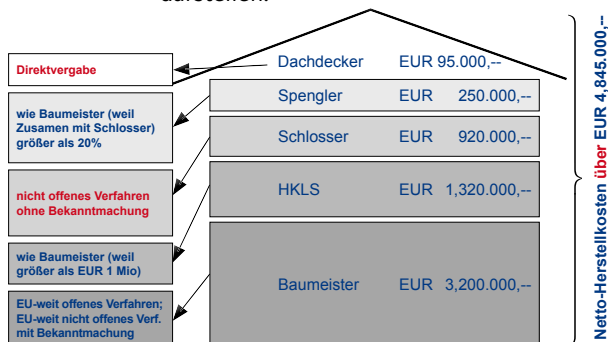 aufstellen.
Direktvergabe
Dachdecker EUR 95.000,--
wie Baumeister (weil
Zusamen mit Schlosser)
größer als 20%
Spengler EUR 250.000,--
Schlosser EUR 920.000,--
nicht offenes Verfahren
ohne Bekanntmachung
HKLS EUR 1,320.000,--
wie Baumeister (weil
größer als EUR 1 Mio)
Baumeister EUR 3,200.000,--
EU-weit offenes Verfahren;
EU-weit nicht offenes Verf.
mit Bekanntmachung
Netto-Herstellkosten über EUR 4,845.000,--